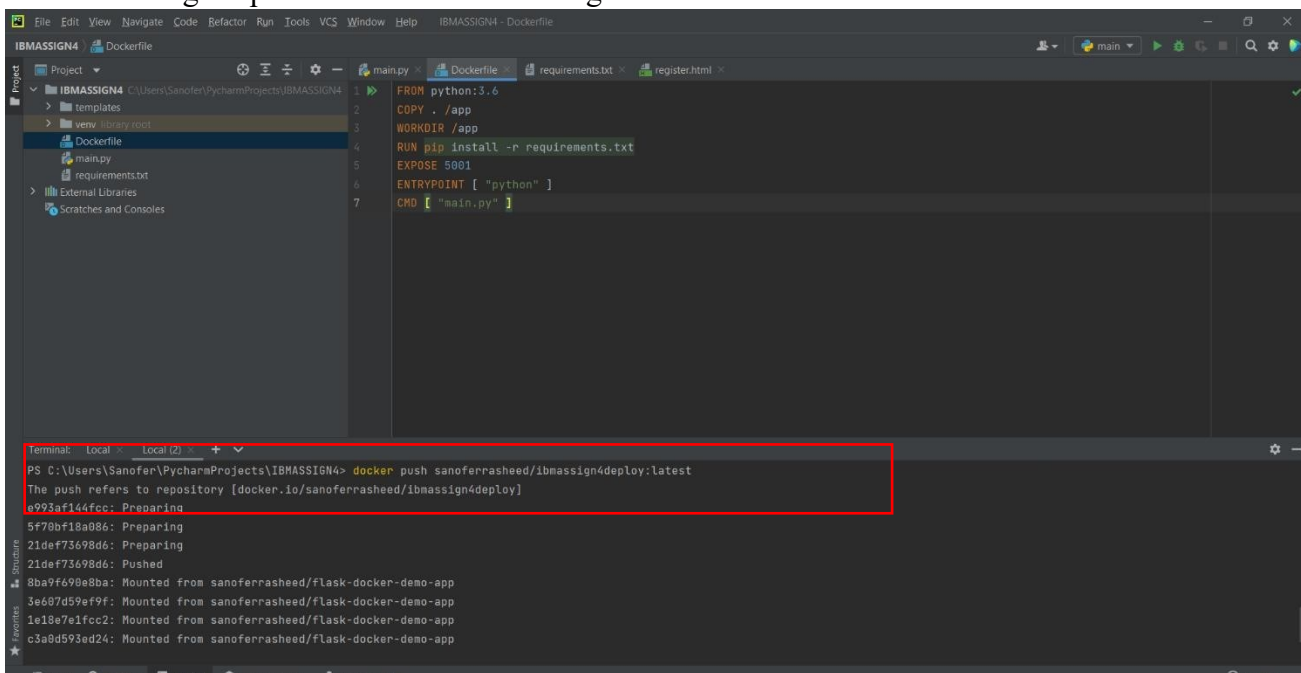 File Edit View Navigate Code Refactor Run Tools VCS Window Help IBMASSIGN4 - Dockerfile
IBMASSIGN4 Dockerfile main
Project main.py Dockerfile requirements.txt register.html
Project
IBMASSIGN4 C:\Users\Sanofer\PycharmProjects\IBMASSIGN4
templates
venv library root
Dockerfile
main.py
requirements.txt
External Libraries
Scratches and Consoles
1 FROM python:3.6
2 COPY . /app
3 WORKDIR /app
4 RUN pip install -r requirements.txt
5 EXPOSE 5001
6 ENTRYPOINT [ "python" ]
7 CMD [ "main.py" ]
Terminal: Local Local (2)
PS C:\Users\Sanofer\PycharmProjects\IBMASSIGN4> docker push sanoferrasheed/ibmassign4deploy:latest
The push refers to repository [docker.io/sanoferrasheed/ibmassign4deploy]
e993af144fcc: Preparing
5f70bf18a086: Preparing
21def73698d6: Preparing
21def73698d6: Pushed
8ba9f690e8ba: Mounted from sanoferrasheed/flask-docker-demo-app
3e607d59ef9f: Mounted from sanoferrasheed/flask-docker-demo-app
1e18e7e1fcc2: Mounted from sanoferrasheed/flask-docker-demo-app
c3a0d593ed24: Mounted from sanoferrasheed/flask-docker-demo-app
Structure
Favorites